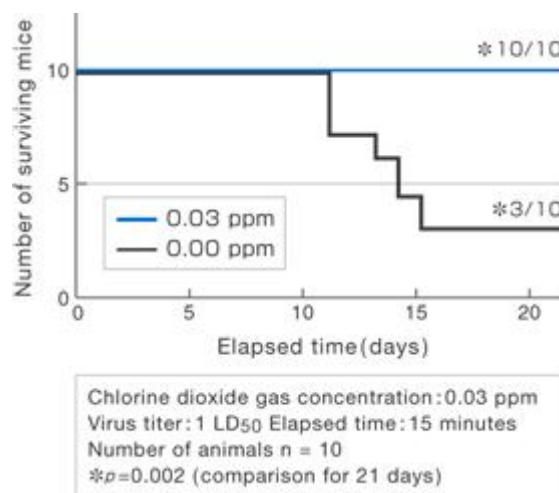 Number of surviving mice
10
5
0
*10/10
*3/10
0.03 ppm
0.00 ppm
0 5 10 15 20
Elapsed time(days)
Chlorine dioxide gas concentration:0.03 ppm
Virus titer:1 LD50 Elapsed time:15 minutes
Number of animals n = 10
*p=0.002 (comparison for 21 days)